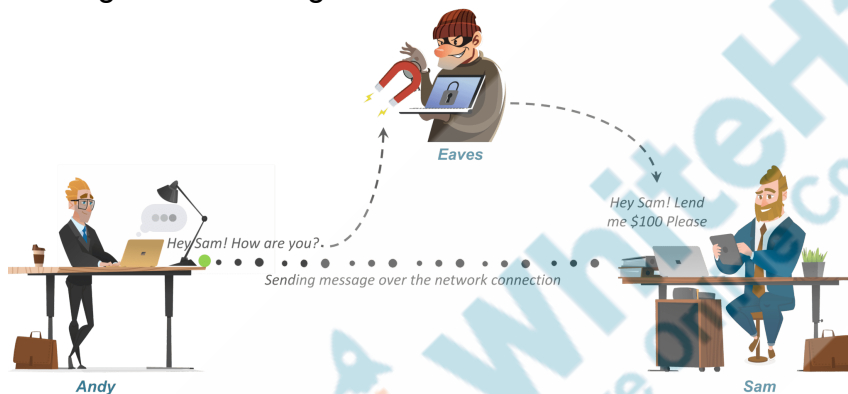 Eaves
Hey Sam! Lend
me $100 Please
Hey Sam! How are you?
Sending message over the network connection
Andy
Sam